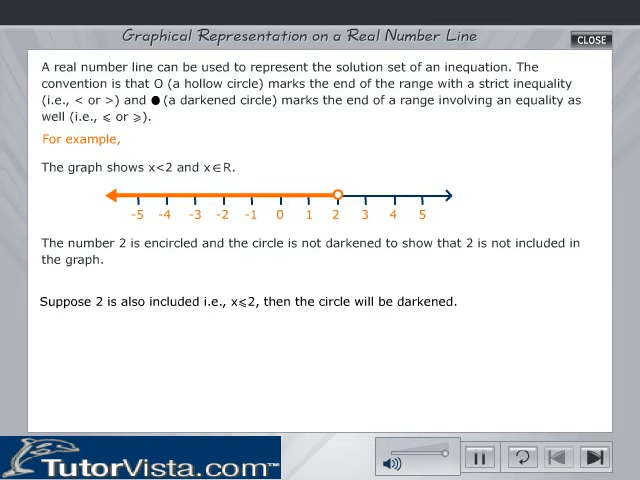 Graphical Representation on a Real Number Line
CLOSE
A real number line can be used to represent the solution set of an inequation. The
convention is that O (a hollow circle) marks the end of the range with a strict inequality
(i.e., < or >) and ● (a darkened circle) marks the end of a range involving an equality as
well (i.e., ⩽ or ⩾).
For example,
The graph shows x<2 and x∈R.
-5 -4 -3 -2 -1 0 1 2 3 4 5
The number 2 is encircled and the circle is not darkened to show that 2 is not included in
the graph.
Suppose 2 is also included i.e., x⩽2, then the circle will be darkened.
TutorVista.com™